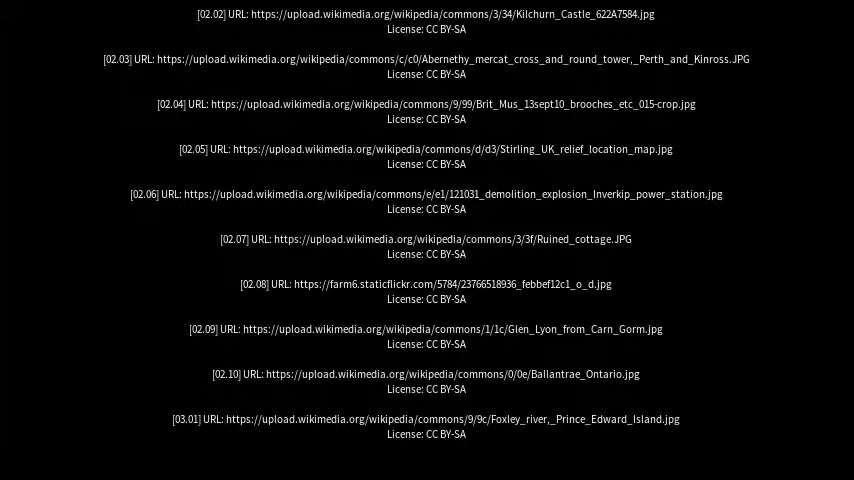 [02.02] URL: https://upload.wikimedia.org/wikipedia/commons/3/34/Kilchurn_Castle_622A7584.jpg
License: CC BY-SA
[02.03] URL: https://upload.wikimedia.org/wikipedia/commons/c/c0/Abernethy_mercat_cross_and_round_tower,_Perth_and_Kinross.JPG
License: CC BY-SA
[02.04] URL: https://upload.wikimedia.org/wikipedia/commons/9/99/Brit_Mus_13sept10_brooches_etc_015-crop.jpg
License: CC BY-SA
[02.05] URL: https://upload.wikimedia.org/wikipedia/commons/d/d3/Stirling_UK_relief_location_map.jpg
License: CC BY-SA
[02.06] URL: https://upload.wikimedia.org/wikipedia/commons/e/e1/121031_demolition_explosion_Inverkip_power_station.jpg
License: CC BY-SA
[02.07] URL: https://upload.wikimedia.org/wikipedia/commons/3/3f/Ruined_cottage.JPG
License: CC BY-SA
[02.08] URL: https://farm6.staticflickr.com/5784/23766518936_febbef12c1_o_d.jpg
License: CC BY-SA
[02.09] URL: https://upload.wikimedia.org/wikipedia/commons/1/1c/Glen_Lyon_from_Carn_Gorm.jpg
License: CC BY-SA
[02.10] URL: https://upload.wikimedia.org/wikipedia/commons/0/0e/Ballantrae_Ontario.jpg
License: CC BY-SA
[03.01] URL: https://upload.wikimedia.org/wikipedia/commons/9/9c/Foxley_river,_Prince_Edward_Island.jpg
License: CC BY-SA